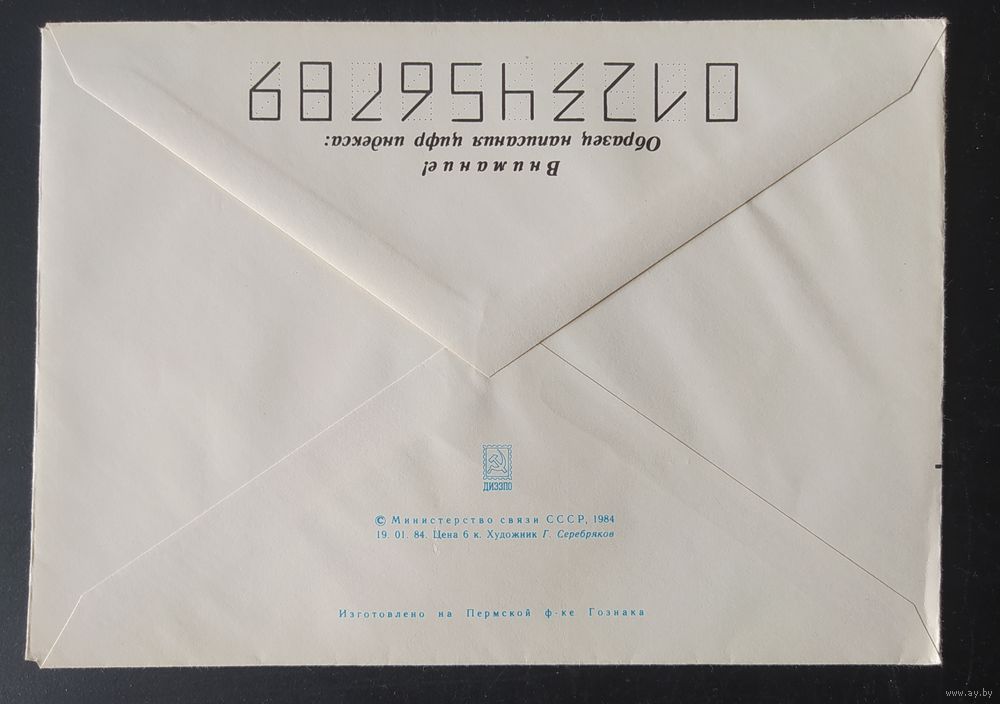 Внимание!
Образец написания цифр индекса:
0123456789
ДИЭЗПО
© Министерство связи СССР, 1984
19. 01. 84. Цена 6 к. Художник Г. Серебряков
Изготовлено на Пермской ф-ке Гознака
www.ay.by